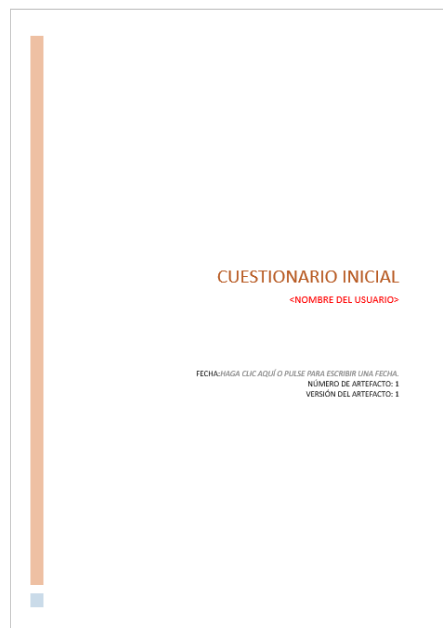 CUESTIONARIO INICIAL
<NOMBRE DEL USUARIO>
FECHA:HAGA CLIC AQUÍ O PULSE PARA ESCRIBIR UNA FECHA.
NÚMERO DE ARTEFACTO: 1
VERSIÓN DEL ARTEFACTO: 1